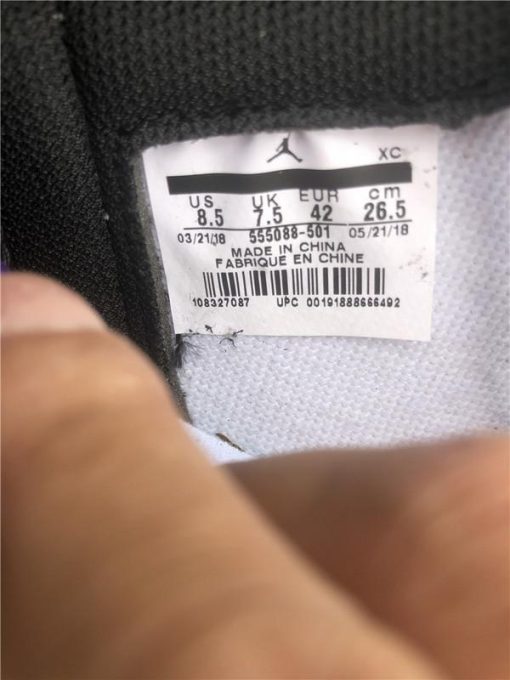 XC
US UK EUR cm
8.5 7.5 42 26.5
03/21/18 555088-501 05/21/18
MADE IN CHINA
FABRIQUE EN CHINE
108327087 UPC 00191888666492